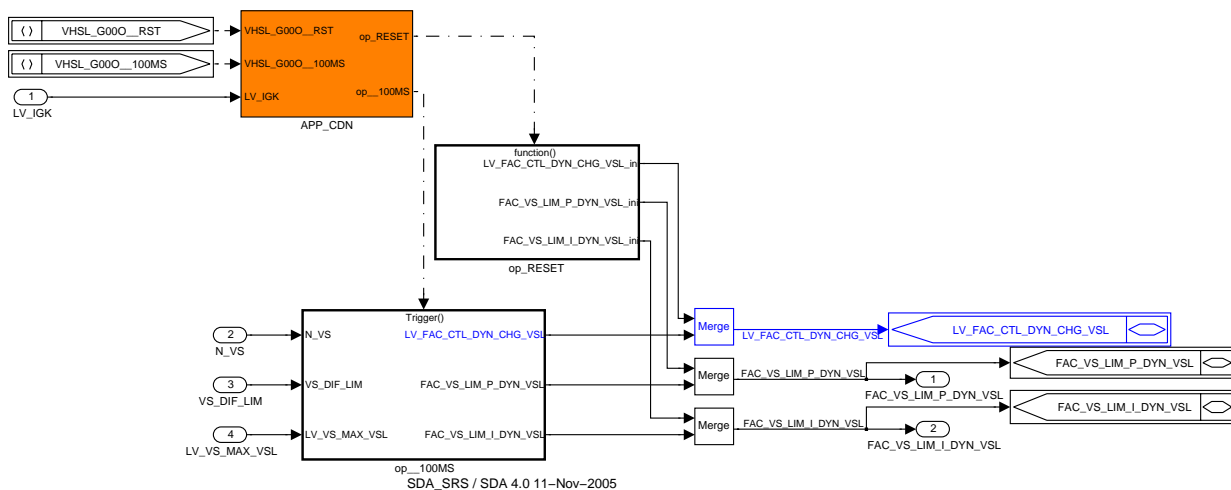 VHSL_G00O__RST
VHSL_G00O__100MS
1
LV_IGK
VHSL_G00O__RST
VHSL_G00O__100MS
LV_IGK
op_RESET
op__100MS
APP_CDN
function()
LV_FAC_CTL_DYN_CHG_VSL_in
FAC_VS_LIM_P_DYN_VSL_ini
FAC_VS_LIM_I_DYN_VSL_ini
op_RESET
2
N_VS
3
VS_DIF_LIM
4
LV_VS_MAX_VSL
Trigger()
N_VS
LV_FAC_CTL_DYN_CHG_VSL
VS_DIF_LIM
FAC_VS_LIM_P_DYN_VSL
LV_VS_MAX_VSL
FAC_VS_LIM_I_DYN_VSL
op__100MS
Merge
LV_FAC_CTL_DYN_CHG_VSL
LV_FAC_CTL_DYN_CHG_VSL
Merge
FAC_VS_LIM_P_DYN_VSL
FAC_VS_LIM_P_DYN_VSL
1
FAC_VS_LIM_P_DYN_VSL
Merge
FAC_VS_LIM_I_DYN_VSL
FAC_VS_LIM_I_DYN_VSL
2
FAC_VS_LIM_I_DYN_VSL
SDA_SRS / SDA 4.0 11−Nov−2005